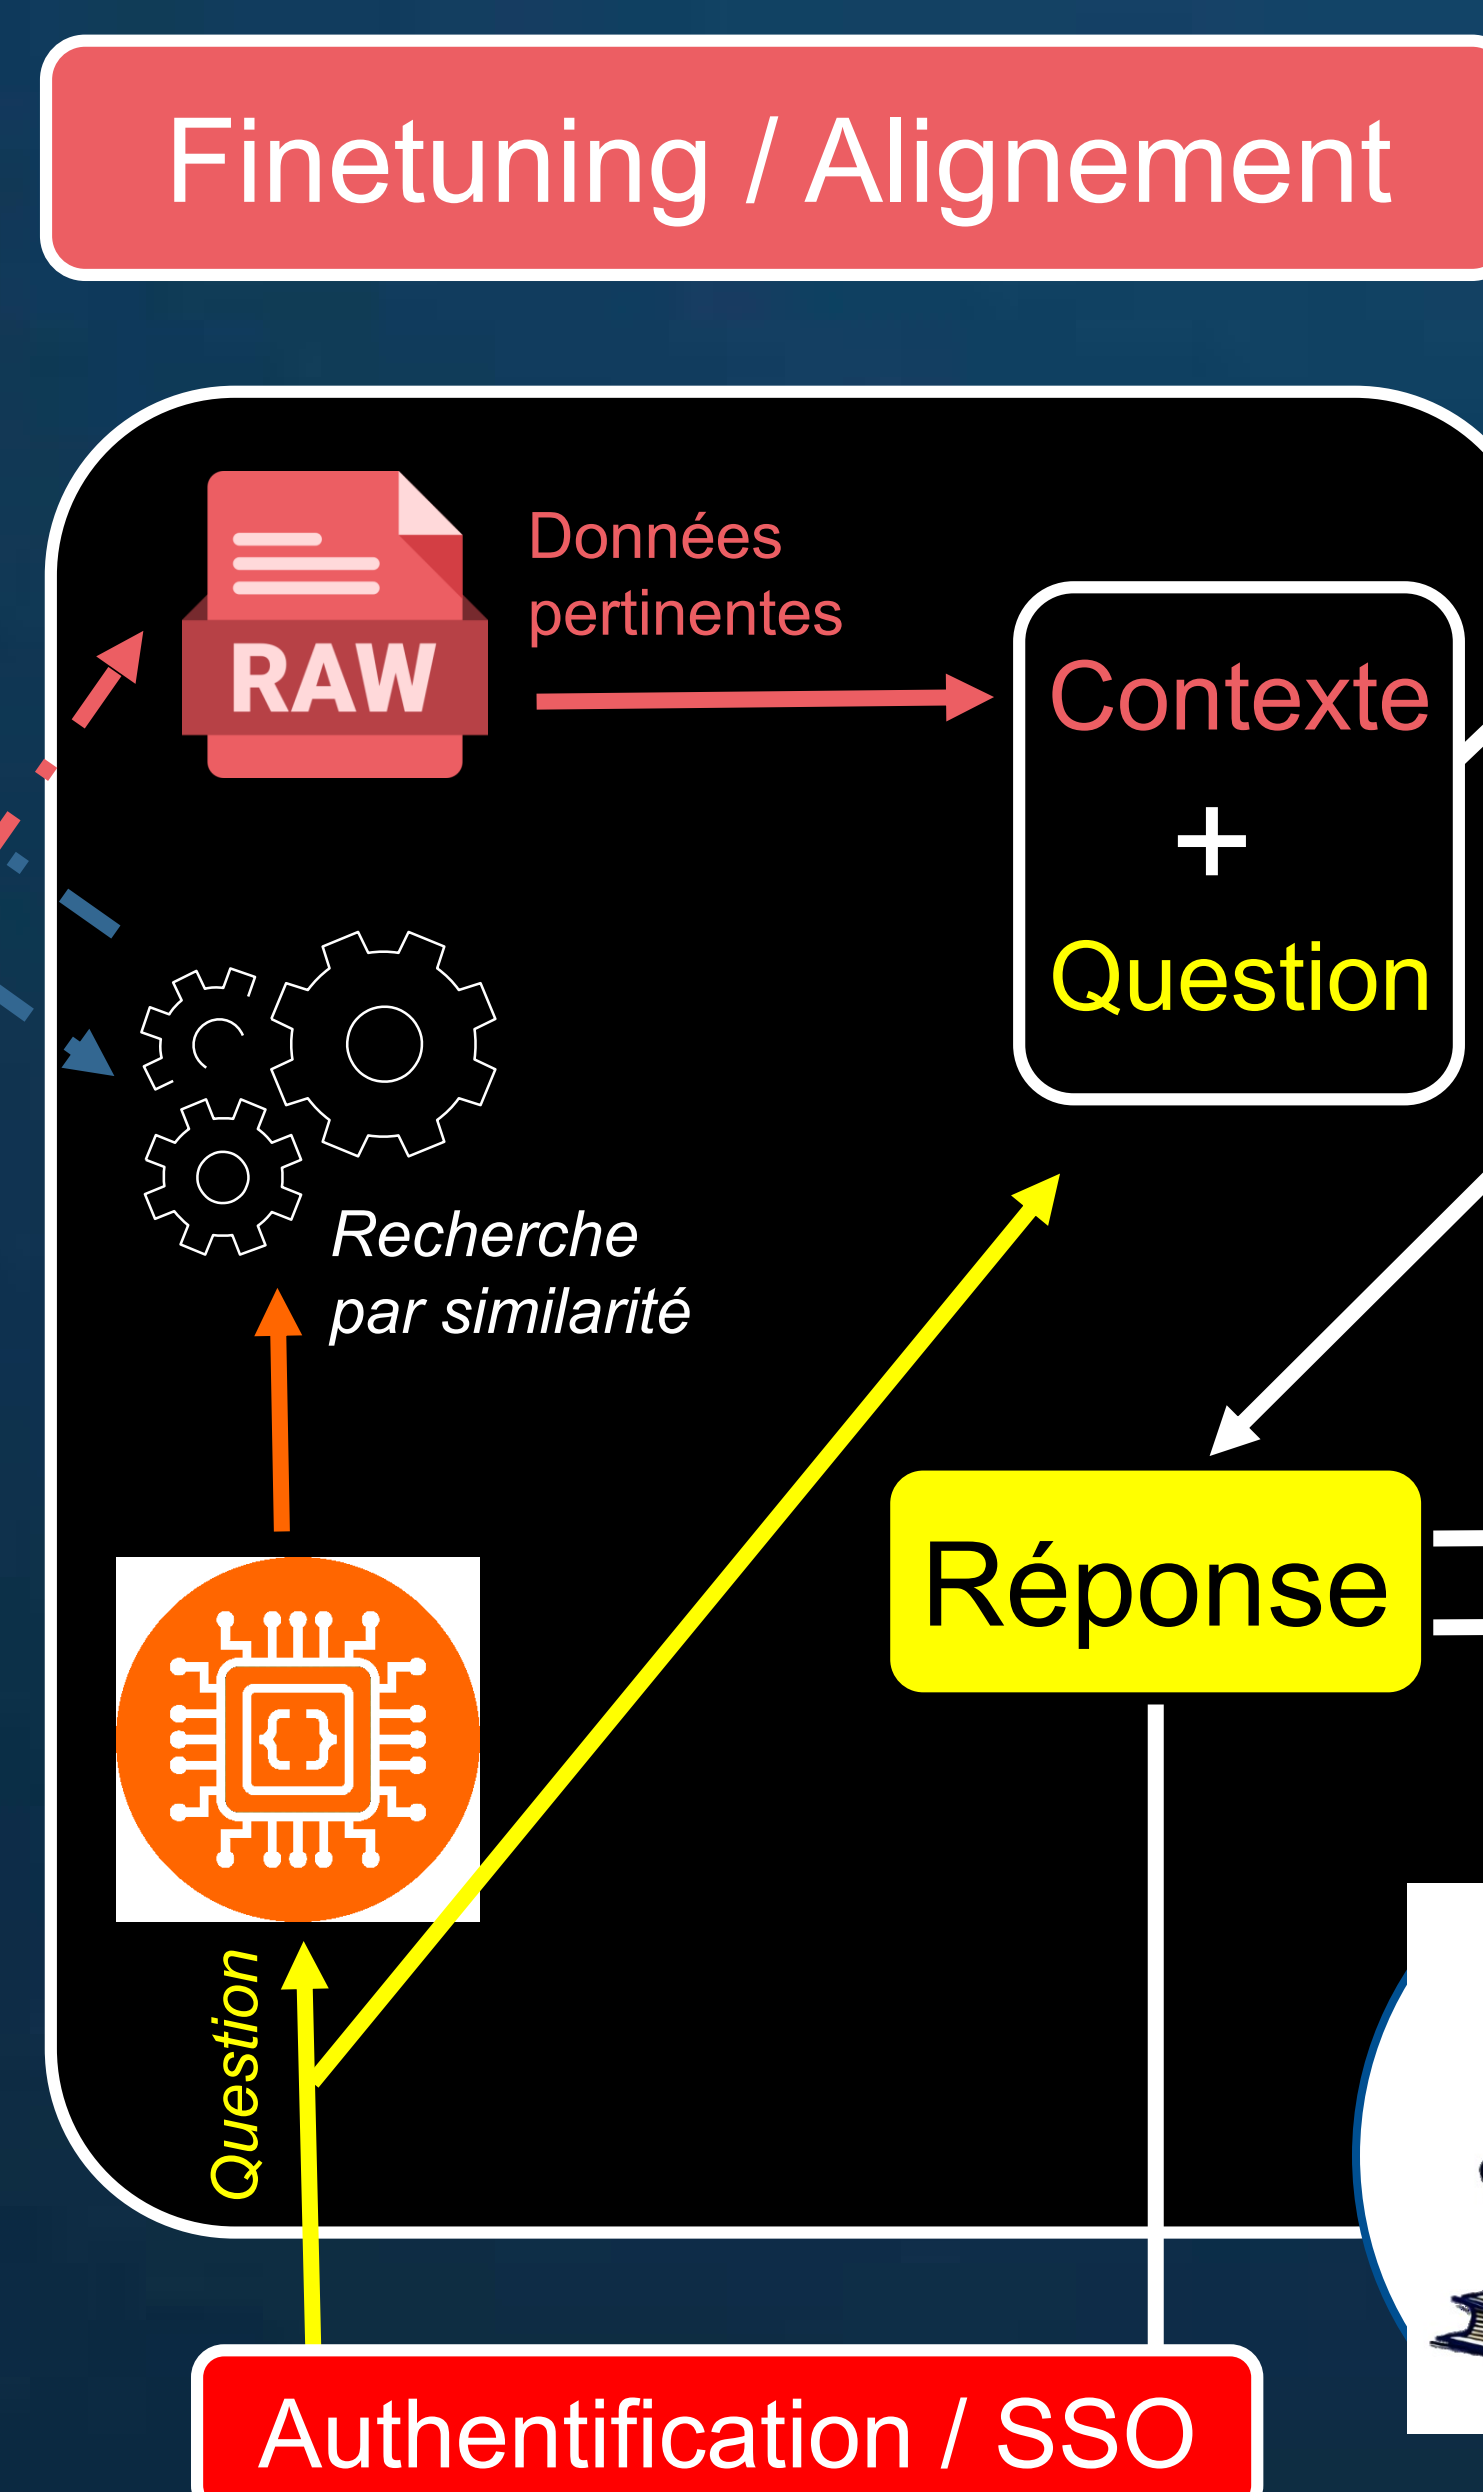 Finetuning / Alignement
Données
pertinentes
RAW
Contexte
+
Question
Recherche
par similarité
Réponse
Question
Authentification / SSO